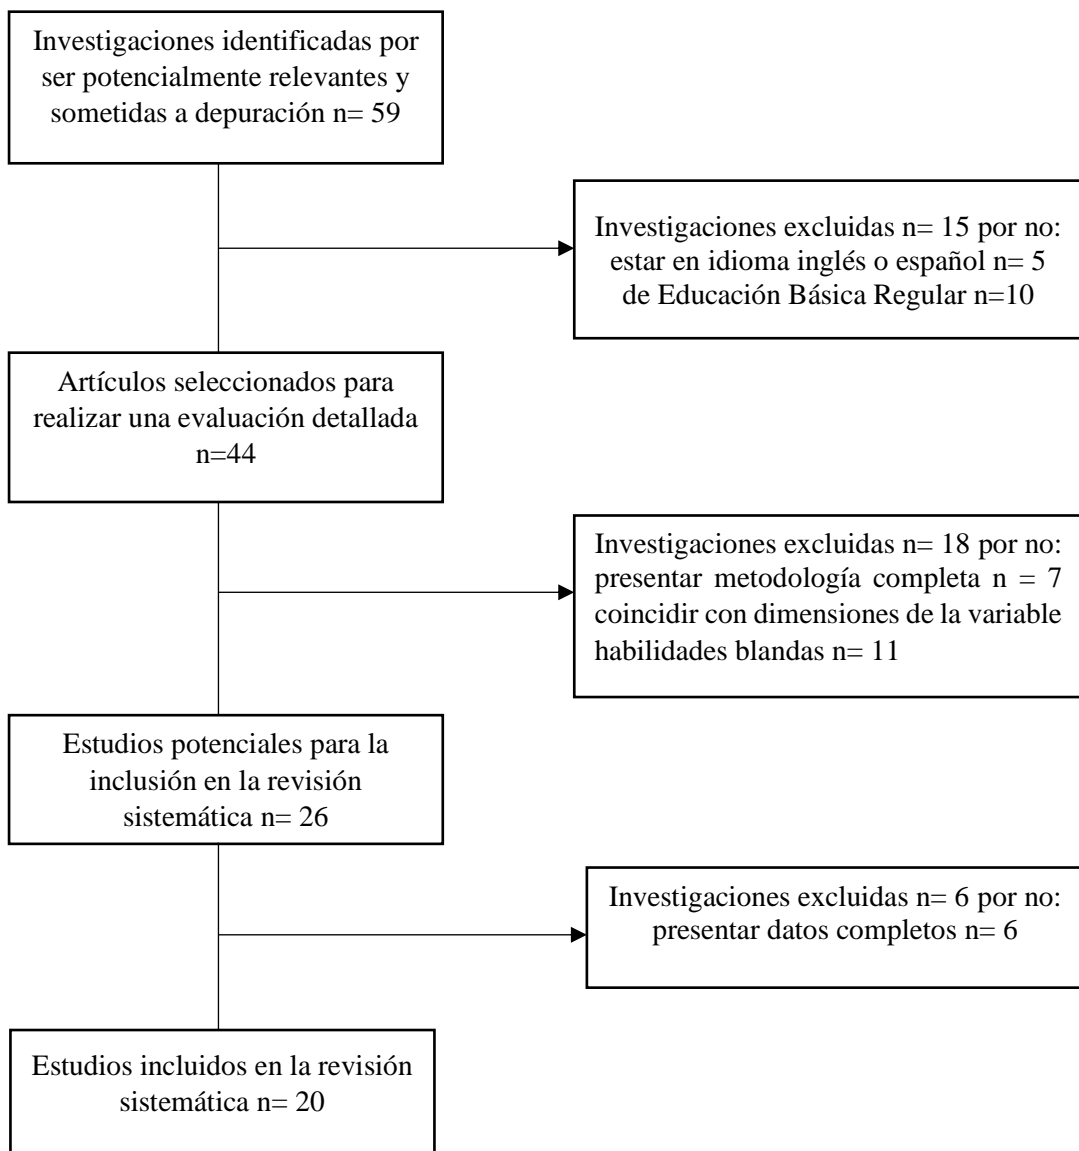 Investigaciones identificadas por
ser potencialmente relevantes y
sometidas a depuración n= 59
Investigaciones excluidas n= 15 por no:
estar en idioma inglés o español n= 5
de Educación Básica Regular n=10
Artículos seleccionados para
realizar una evaluación detallada
n=44
Investigaciones excluidas n= 18 por no:
presentar metodología completa n = 7
coincidir con dimensiones de la variable
habilidades blandas n= 11
Estudios potenciales para la
inclusión en la revisión
sistemática n= 26
Investigaciones excluidas n= 6 por no:
presentar datos completos n= 6
Estudios incluidos en la revisión
sistemática n= 20